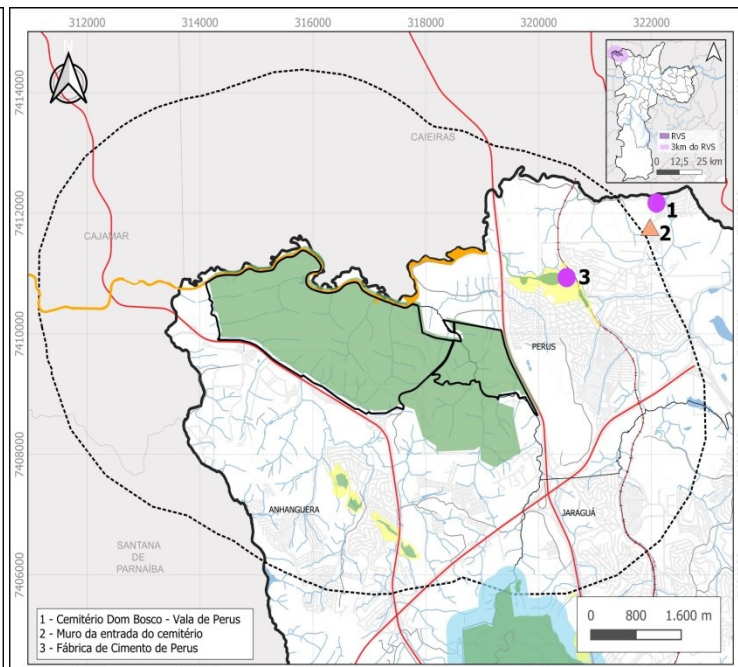 312000
314000
316000
318000
320000
322000
N
7414000
7412000
7410000
7408000
7406000
CAIEIRAS
CAJAMAR
PERUS
ANHANGUERA
JARAGUÁ
SANTANA
DE
PARNAÍBA
1
2
3
RVS
3km do RVS
0 12,5 25 km
1 - Cemitério Dom Bosco - Vala de Perus
2 - Muro da entrada do cemitério
3 - Fábrica de Cimento de Perus
0 800 1.600 m